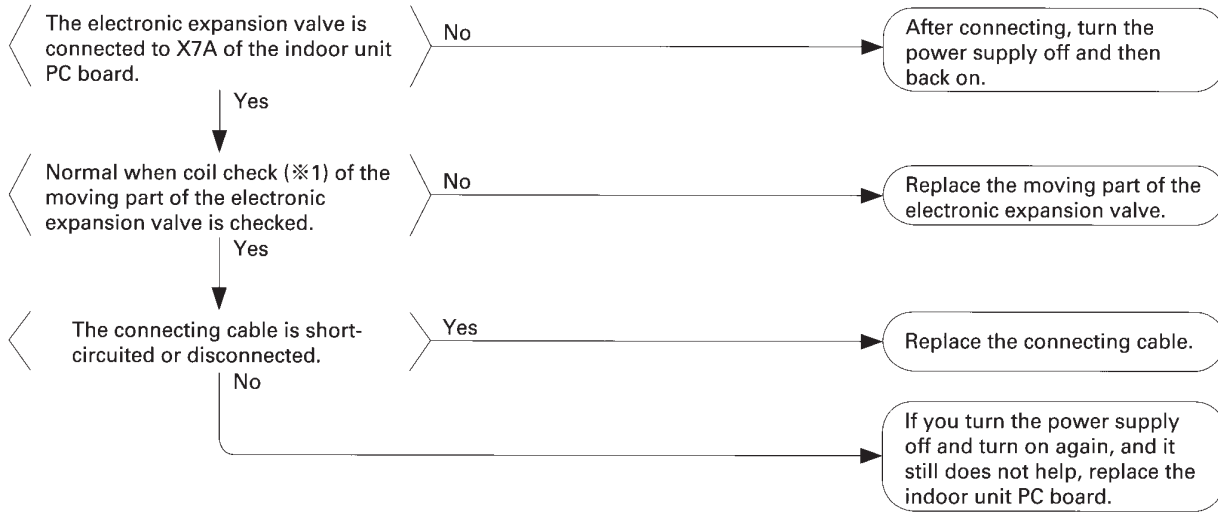 The electronic expansion valve is
connected to X7A of the indoor unit
PC board.
No
After connecting, turn the
power supply off and then
back on.
Yes
Normal when coil check (※1) of the
moving part of the electronic
expansion valve is checked.
No
Replace the moving part of the
electronic expansion valve.
Yes
The connecting cable is short-
circuited or disconnected.
Yes
Replace the connecting cable.
No
If you turn the power supply
off and turn on again, and it
still does not help, replace the
indoor unit PC board.